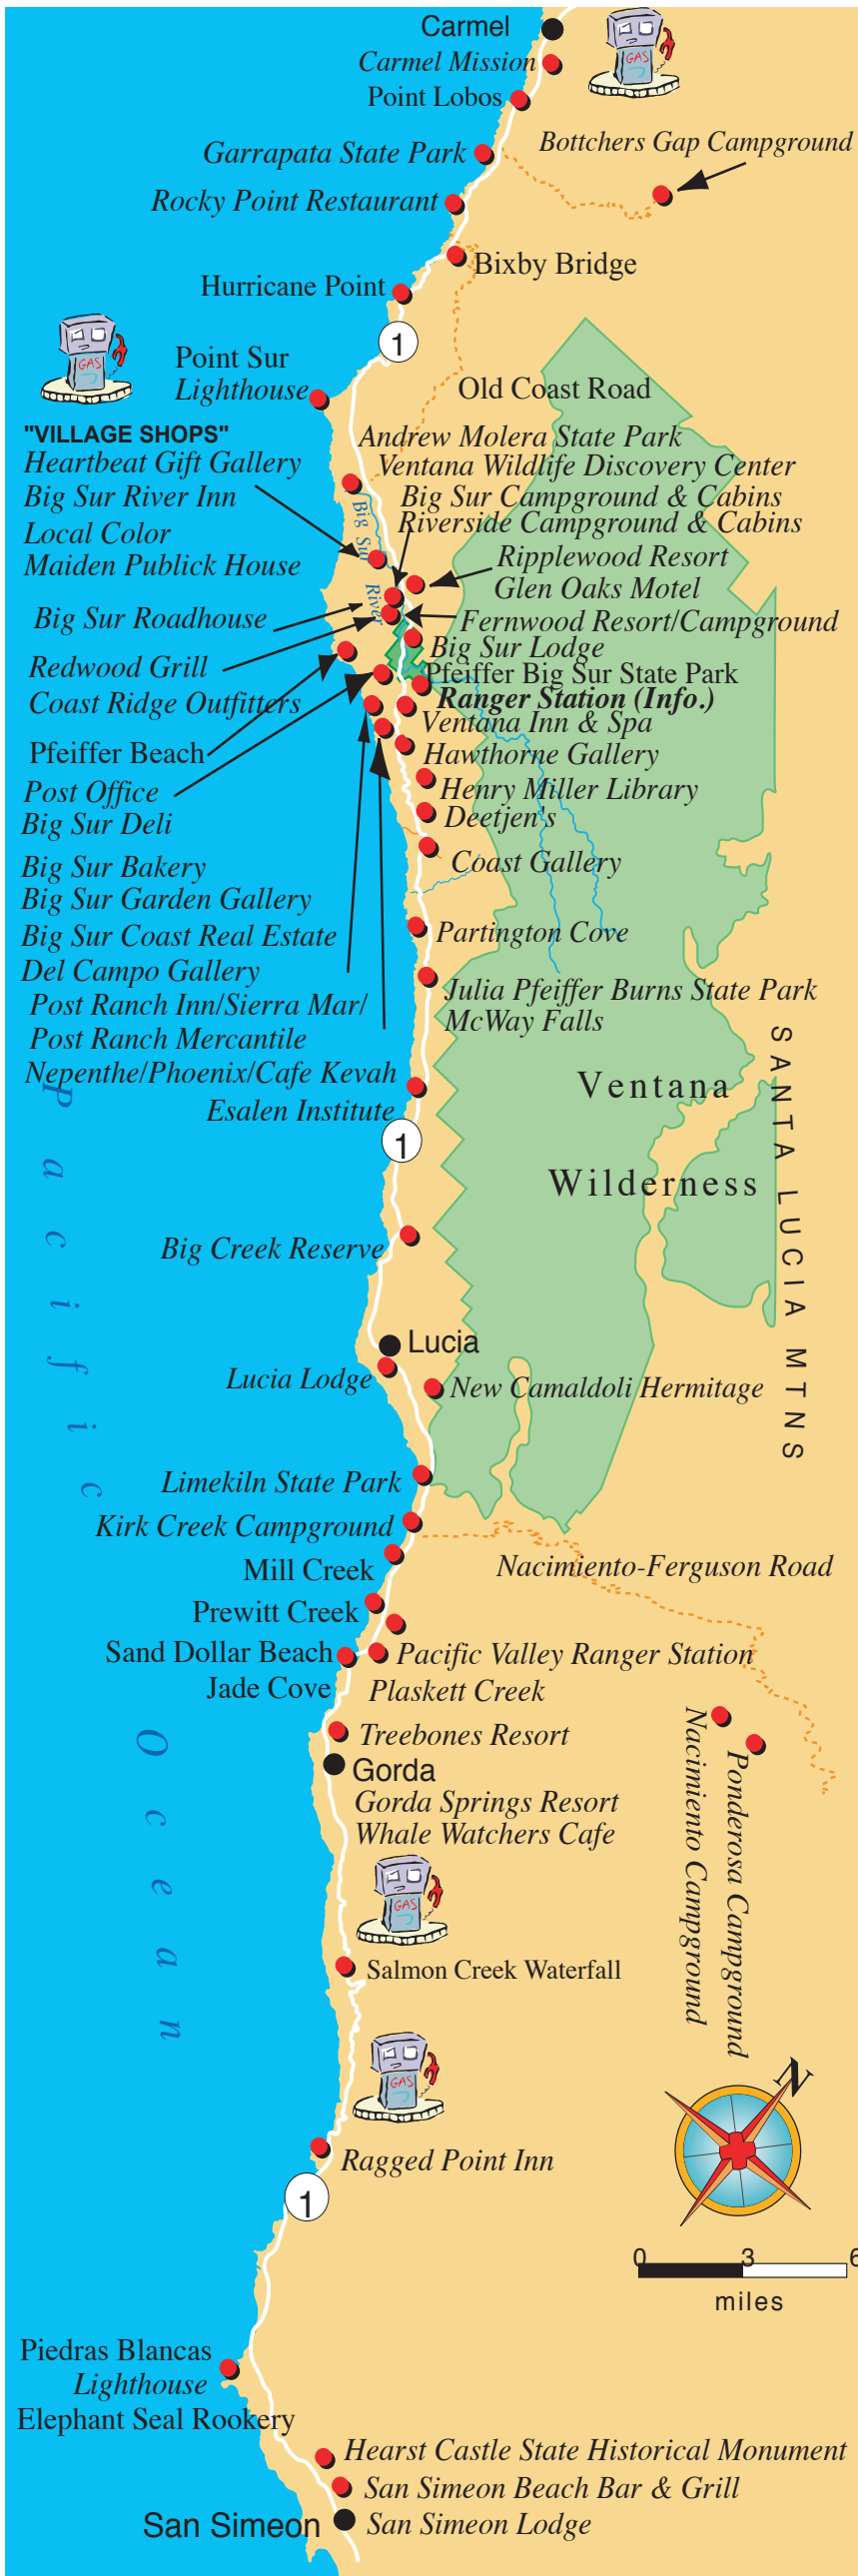 Carmel
Carmel Mission
GAS
Point Lobos
Bottchers Gap Campground
Garrapata State Park
Rocky Point Restaurant
Bixby Bridge
Hurricane Point
1
GAS
Point Sur
Lighthouse
Old Coast Road
"VILLAGE SHOPS"
Heartbeat Gift Gallery
Big Sur River Inn
Local Color
Maiden Publick House
Andrew Molera State Park
Ventana Wildlife Discovery Center
Big Sur Campground & Cabins
Riverside Campground & Cabins
Big Sur River
Ripplewood Resort
Glen Oaks Motel
Big Sur Roadhouse
Fernwood Resort/Campground
Big Sur Lodge
Redwood Grill
Pfeiffer Big Sur State Park
Ranger Station (Info.)
Coast Ridge Outfitters
Ventana Inn & Spa
Pfeiffer Beach
Hawthorne Gallery
Post Office
Henry Miller Library
Big Sur Deli
Deetjen's
Big Sur Bakery
Coast Gallery
Big Sur Garden Gallery
Big Sur Coast Real Estate
Partington Cove
Del Campo Gallery
Post Ranch Inn/Sierra Mar/
Post Ranch Mercantile
Julia Pfeiffer Burns State Park
McWay Falls
Nepenthe/Phoenix/Cafe Kevah
Esalen Institute
1
Ventana
Wilderness
SANTA LUCIA MTNS
Pacific
Ocean
Big Creek Reserve
Lucia
Lucia Lodge
New Camaldoli Hermitage
Limekiln State Park
Kirk Creek Campground
Mill Creek
Nacimiento-Ferguson Road
Prewitt Creek
Sand Dollar Beach
Pacific Valley Ranger Station
Jade Cove
Plaskett Creek
Treebones Resort
Nacimiento Campground
Ponderosa Campground
Gorda
Gorda Springs Resort
Whale Watchers Cafe
GAS
Salmon Creek Waterfall
GAS
Ragged Point Inn
1
N
0 3 6
miles
Piedras Blancas
Lighthouse
Elephant Seal Rookery
Hearst Castle State Historical Monument
San Simeon Beach Bar & Grill
San Simeon
San Simeon Lodge